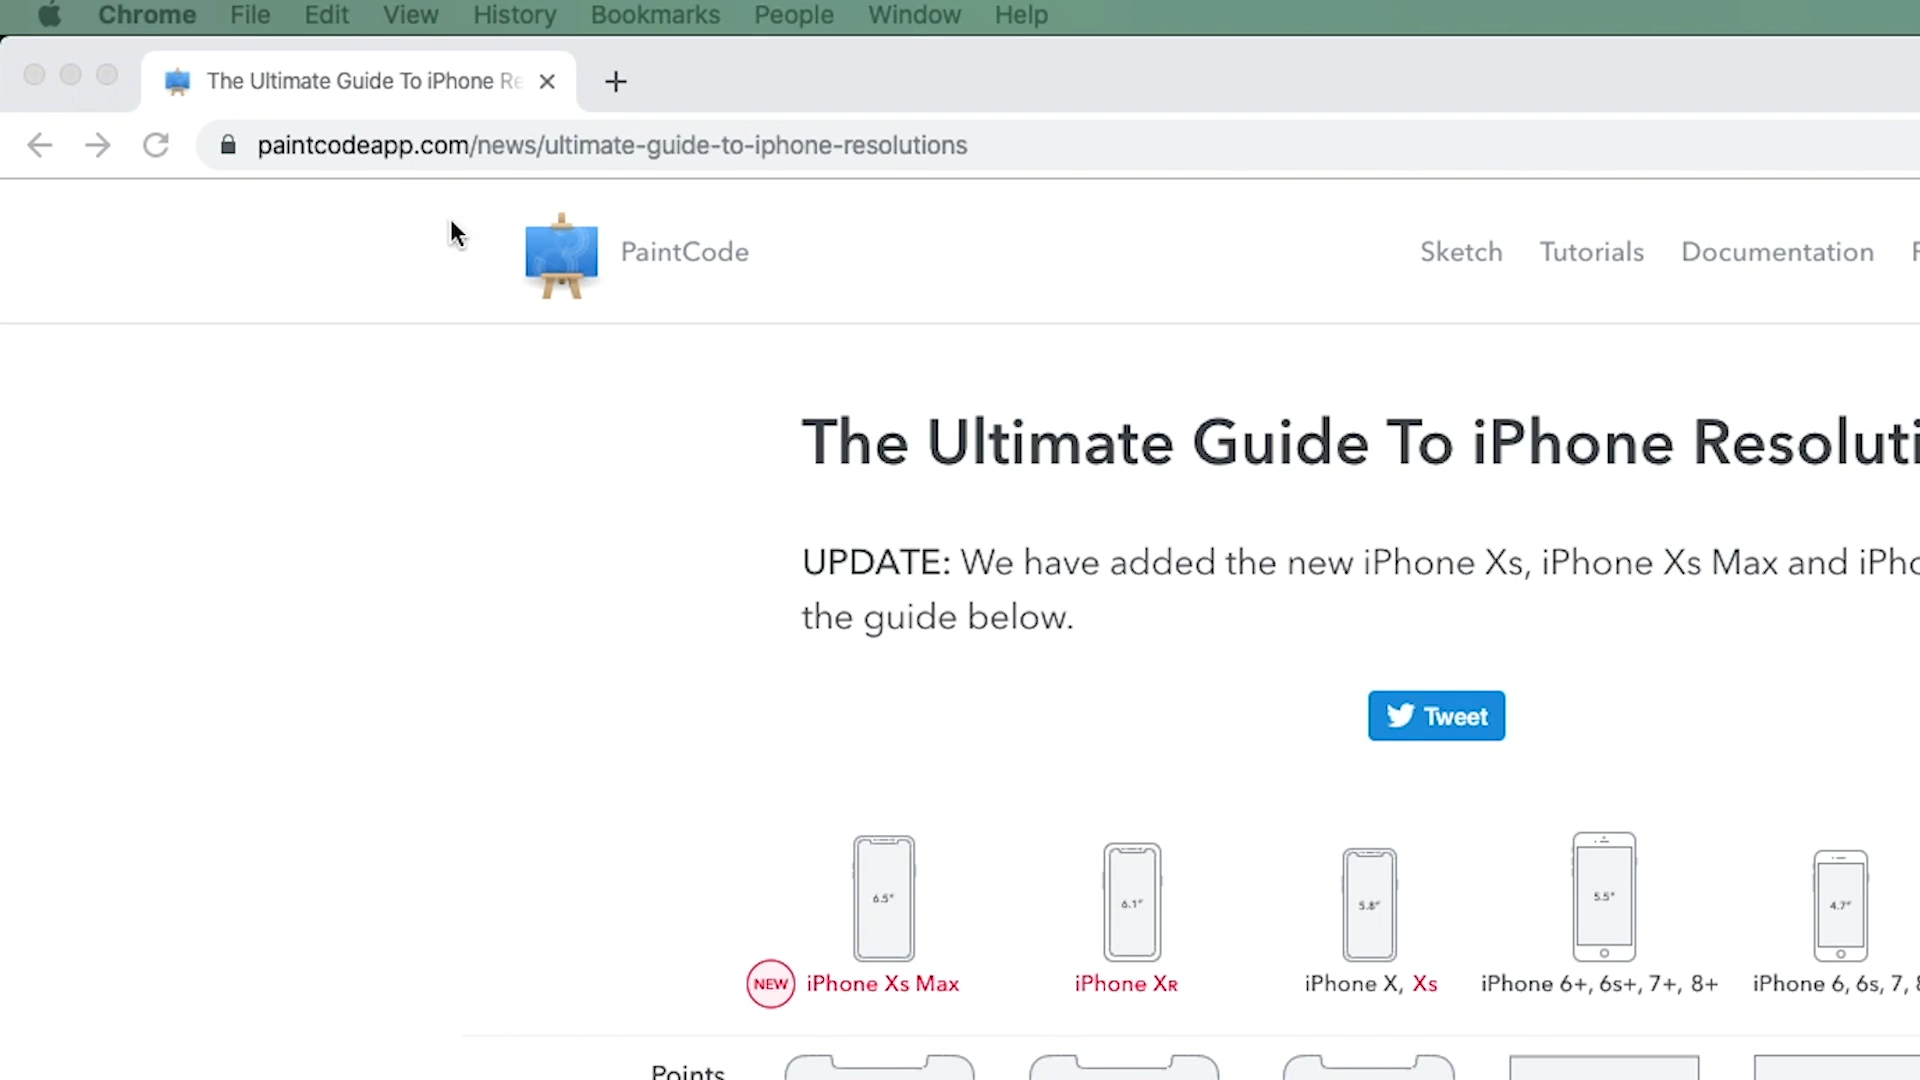 Chrome File Edit View History Bookmarks People Window Help
The Ultimate Guide To iPhone Re
paintcodeapp.com/news/ultimate-guide-to-iphone-resolutions
PaintCode
Sketch Tutorials Documentation
The Ultimate Guide To iPhone Resoluti
UPDATE: We have added the new iPhone Xs, iPhone Xs Max and iPho
the guide below.
Tweet
6.5" 6.1" 5.8" 5.5" 4.7"
NEW iPhone Xs Max iPhone XR iPhone X, Xs iPhone 6+, 6s+, 7+, 8+ iPhone 6, 6s, 7, 8
Points